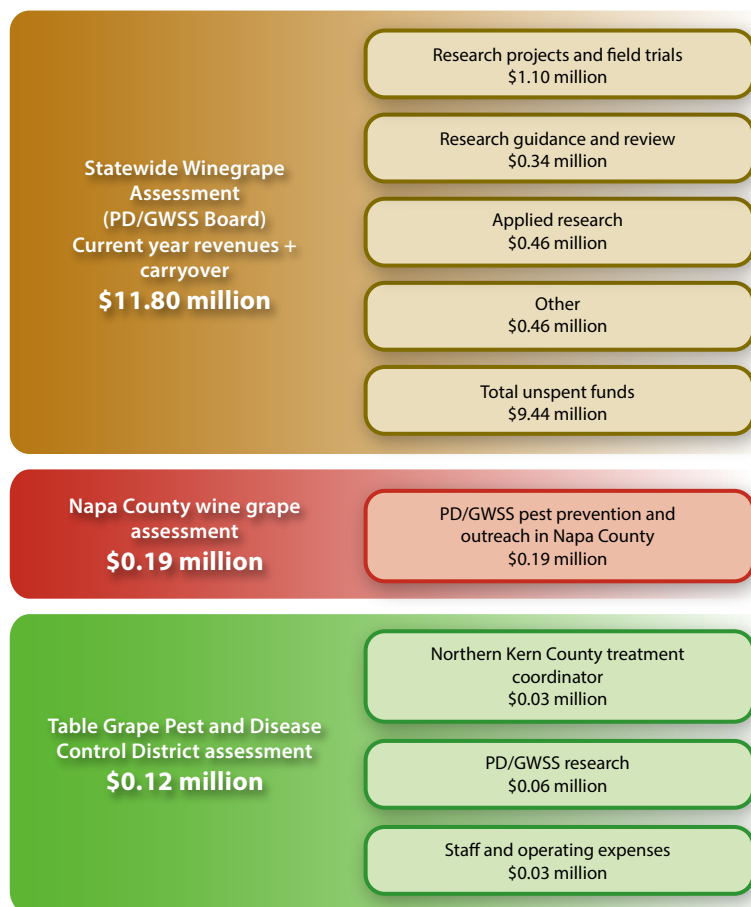 Statewide Winegrape
Assessment
(PD/GWSS Board)
Current year revenues +
carryover
$11.80 million
Research projects and field trials
$1.10 million
Research guidance and review
$0.34 million
Applied research
$0.46 million
Other
$0.46 million
Total unspent funds
$9.44 million
Napa County wine grape
assessment
$0.19 million
PD/GWSS pest prevention and
outreach in Napa County
$0.19 million
Table Grape Pest and Disease
Control District assessment
$0.12 million
Northern Kern County treatment
coordinator
$0.03 million
PD/GWSS research
$0.06 million
Staff and operating expenses
$0.03 million